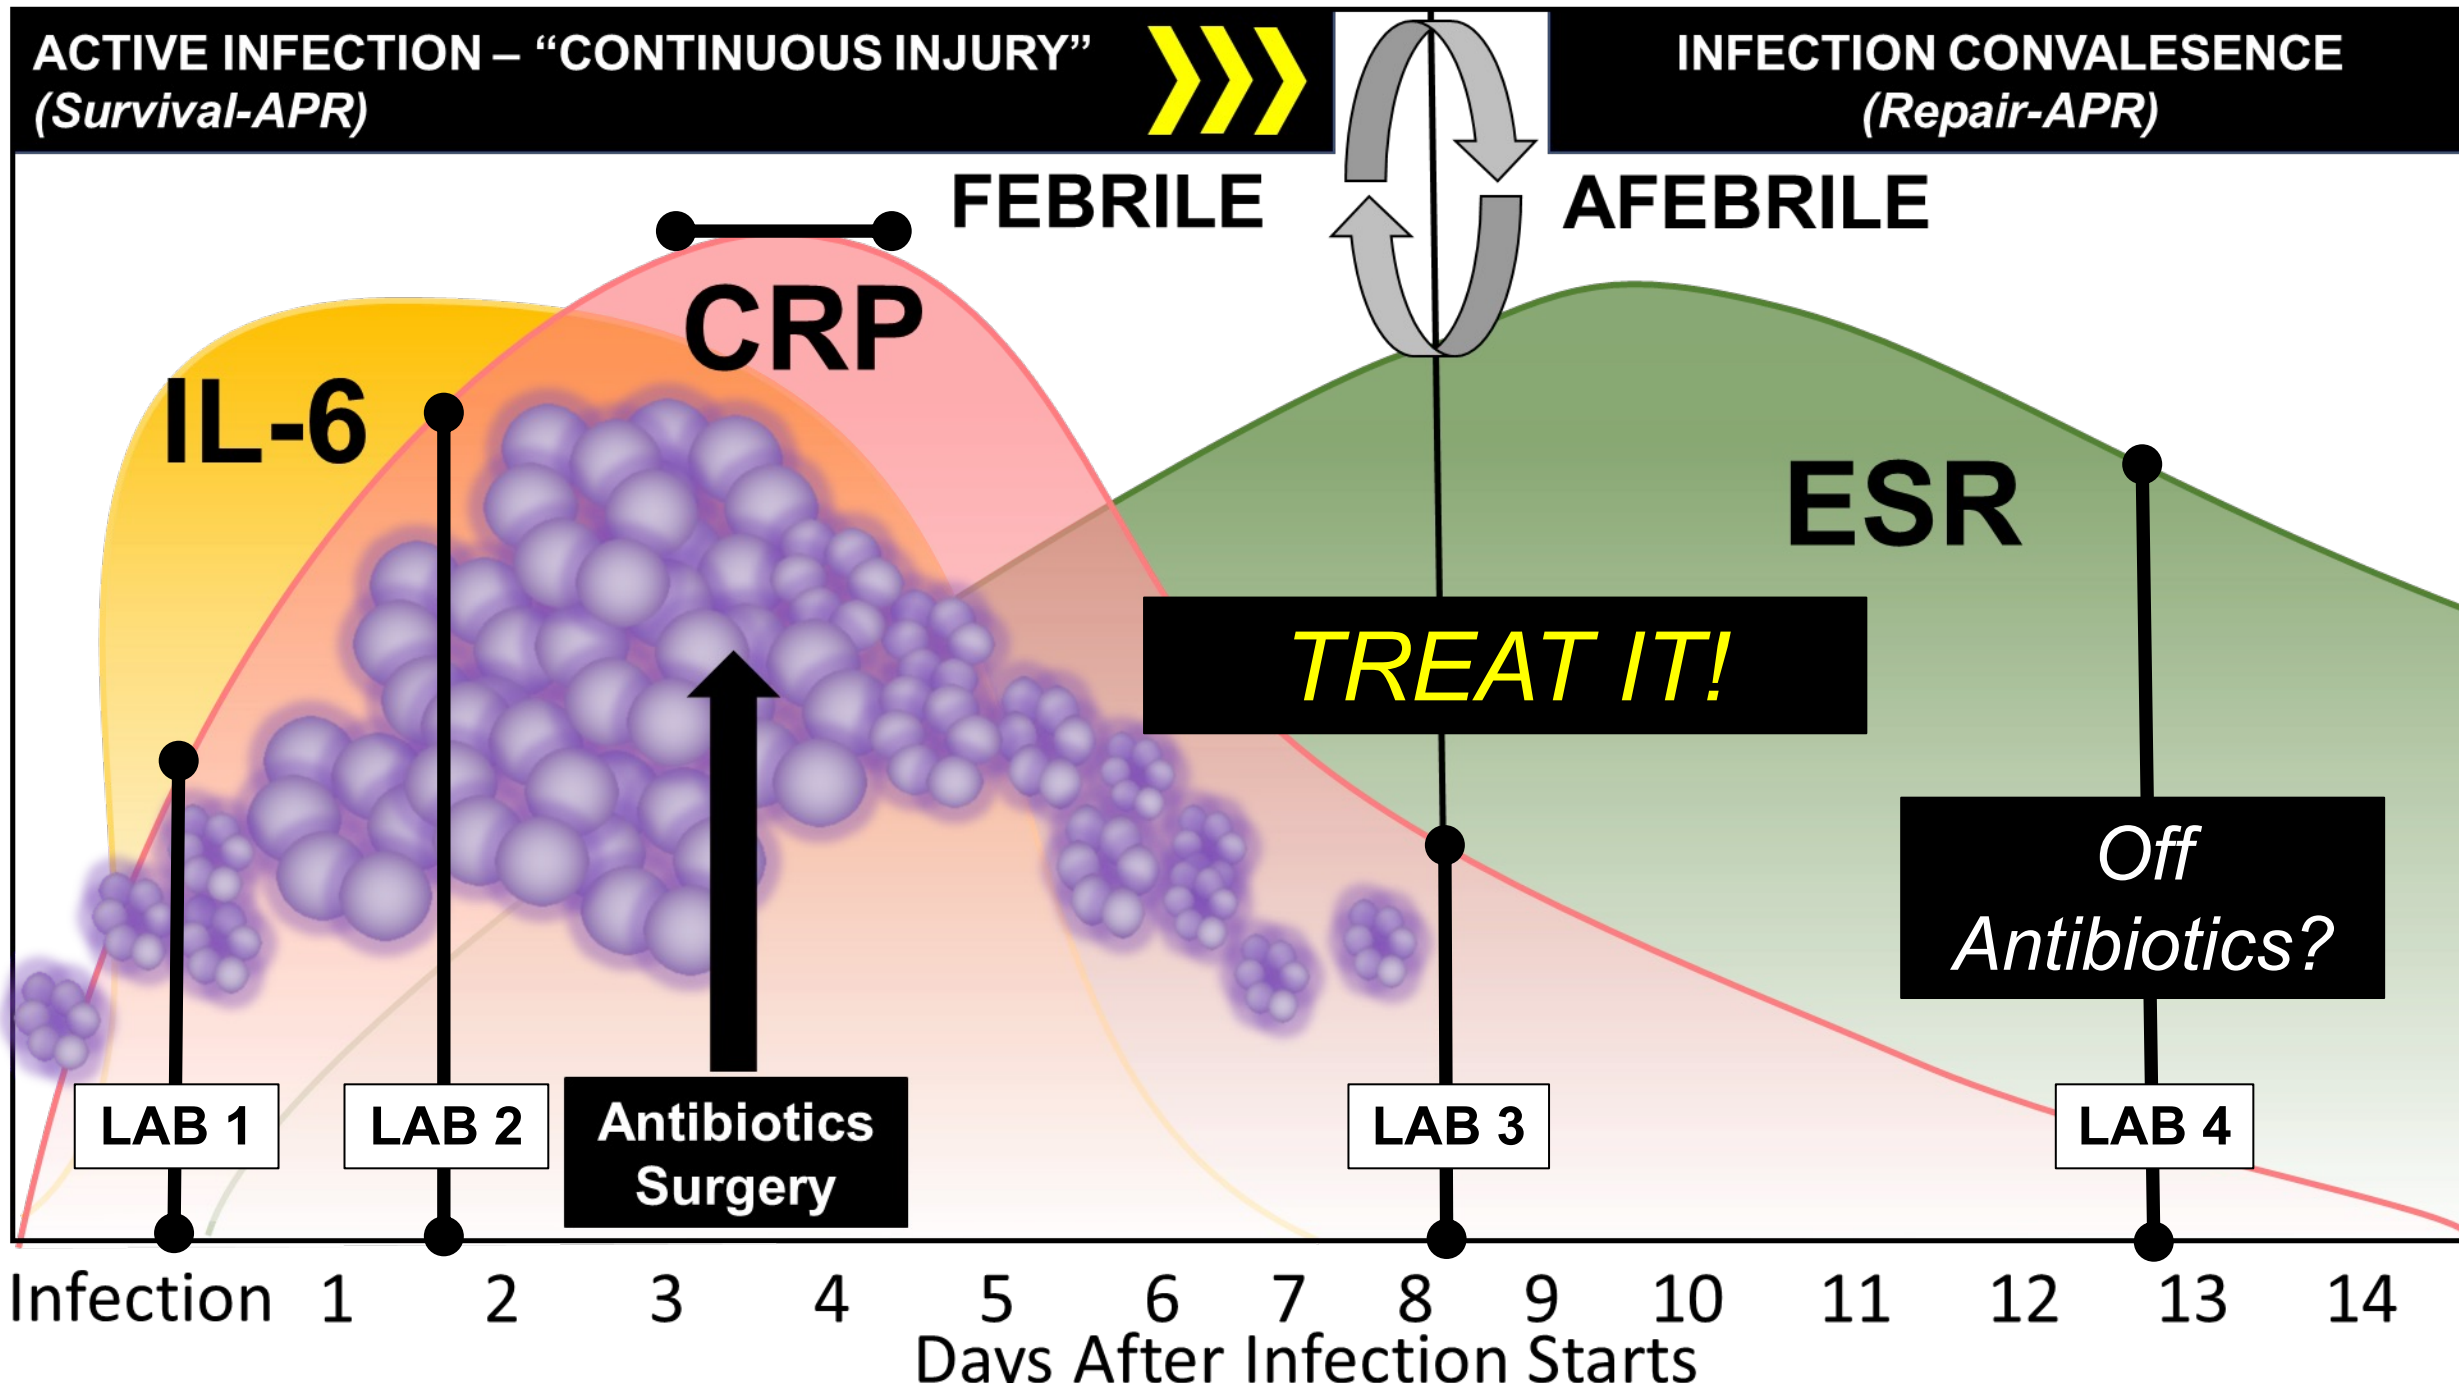 ACTIVE INFECTION – “CONTINUOUS INJURY”
(Survival-APR)
INFECTION CONVALESENCE
(Repair-APR)
FEBRILE
AFEBRILE
CRP
IL-6
ESR
TREAT IT!
Off
Antibiotics?
LAB 1
LAB 2
Antibiotics
Surgery
LAB 3
LAB 4
Infection 1 2 3 4 5 6 7 8 9 10 11 12 13 14
Days After Infection Starts